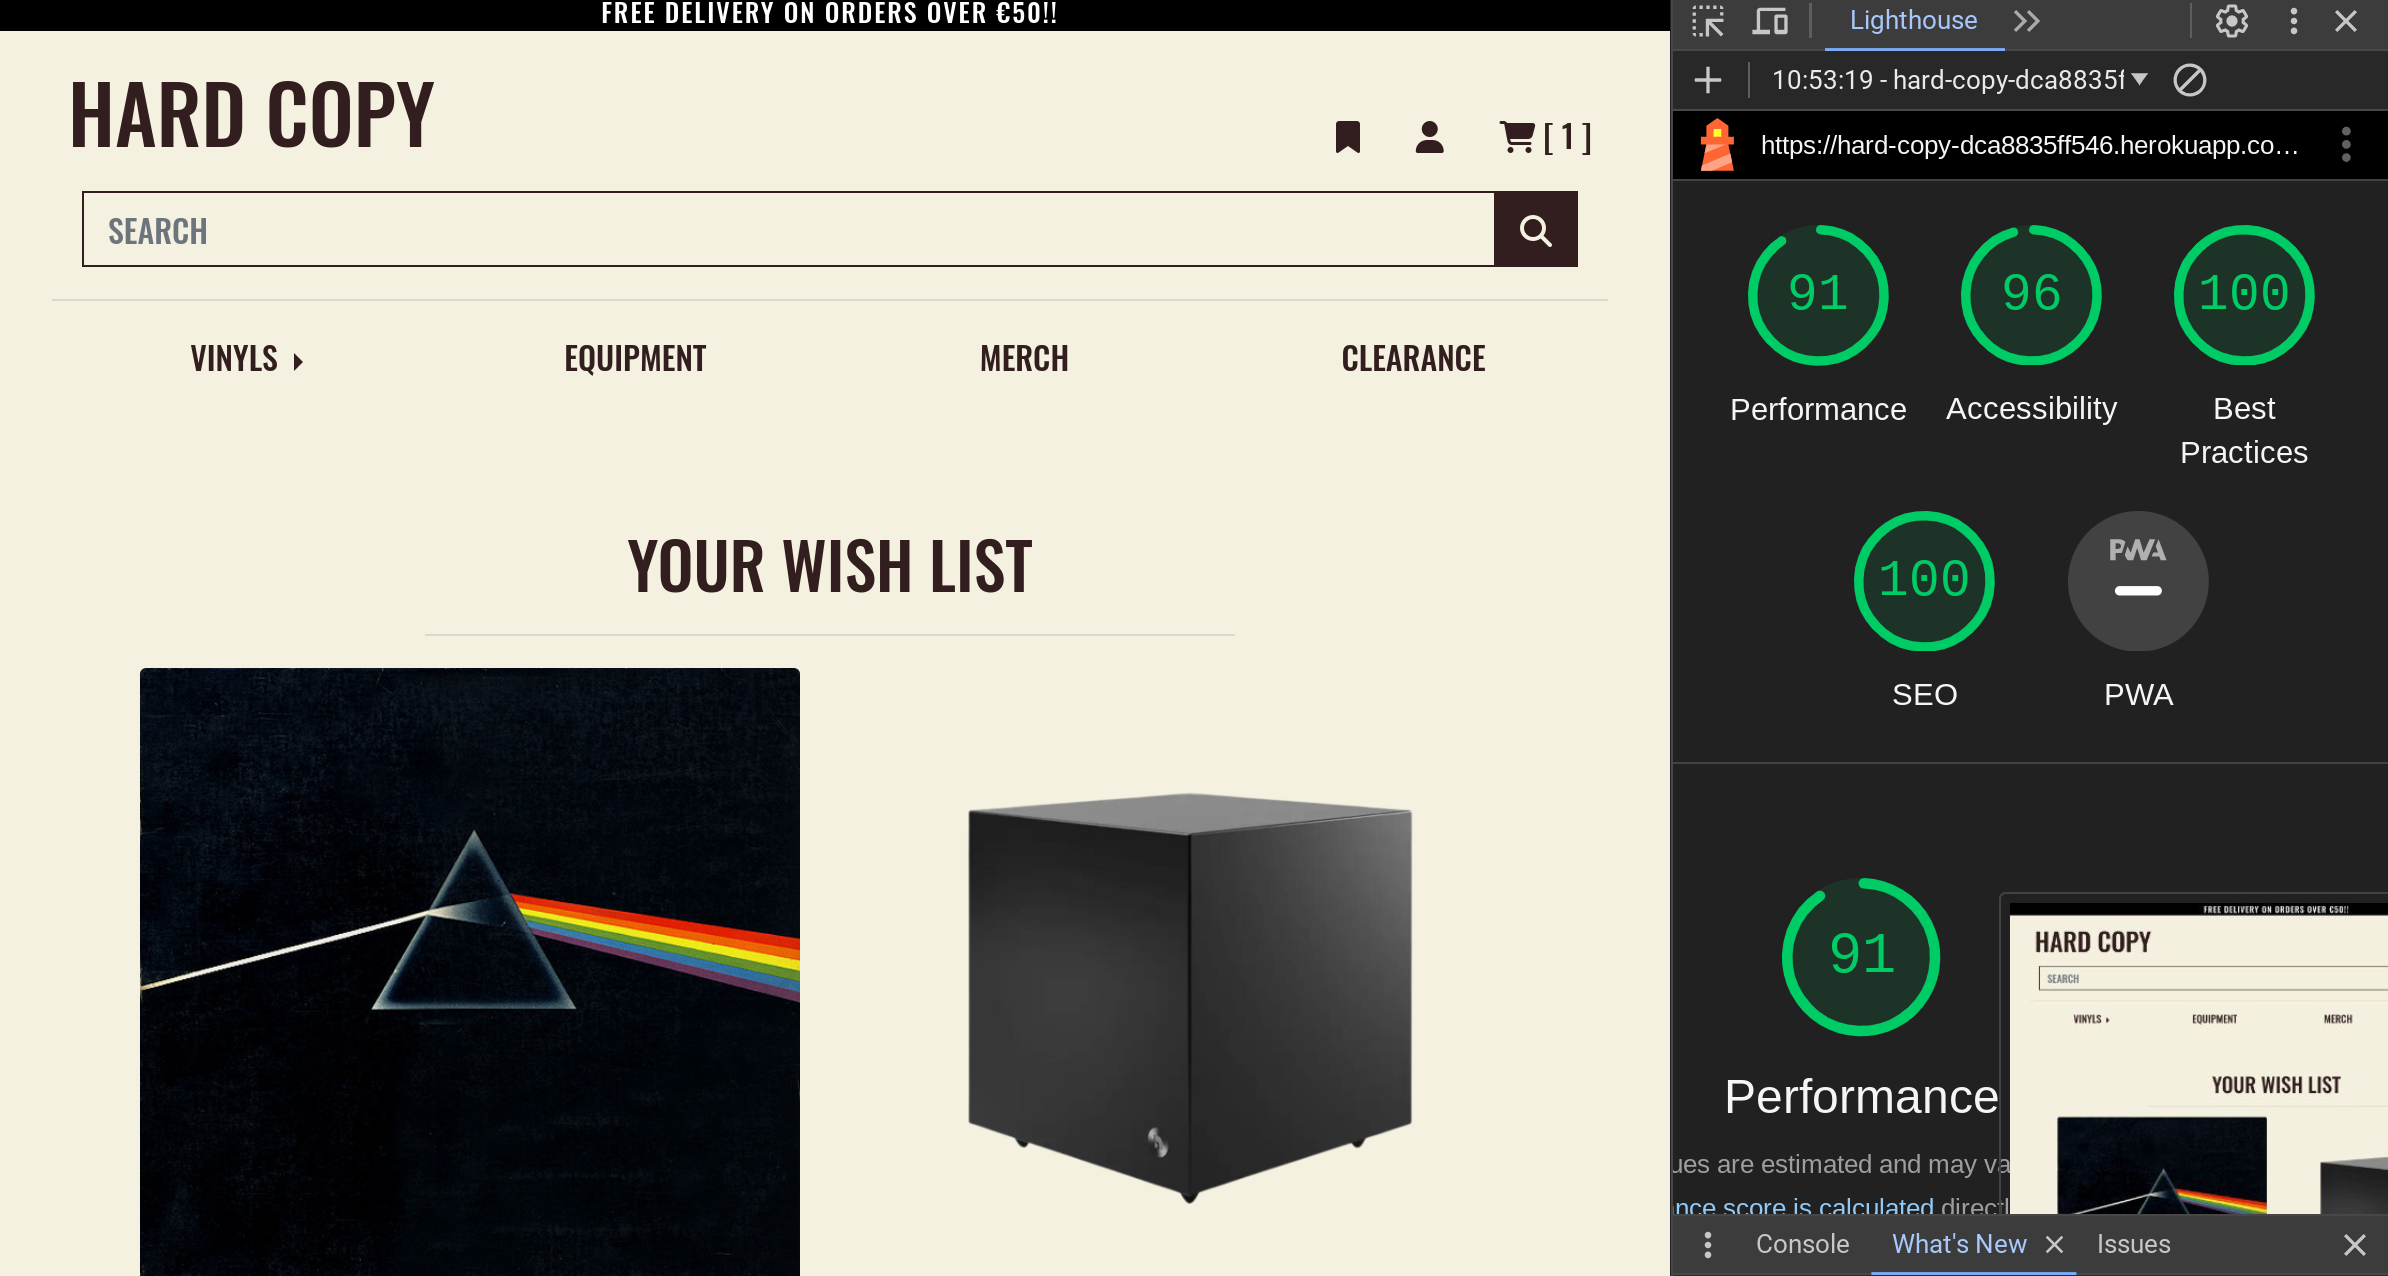 FREE DELIVERY ON ORDERS OVER €50!!
HARD COPY
[ 1 ]
SEARCH
VINYLS
EQUIPMENT
MERCH
CLEARANCE
YOUR WISH LIST
Lighthouse
10:53:19 - hard-copy-dca8835f
https://hard-copy-dca8835ff546.herokuapp.co…
91
Performance
96
Accessibility
100
Best
Practices
100
SEO
PWA
PWA
91
Performance
ues are estimated and may va
nce score is calculated directl
FREE DELIVERY ON ORDERS OVER €50!!
HARD COPY
SEARCH
VINYLS
EQUIPMENT
MERCH
YOUR WISH LIST
Console
What's New
Issues